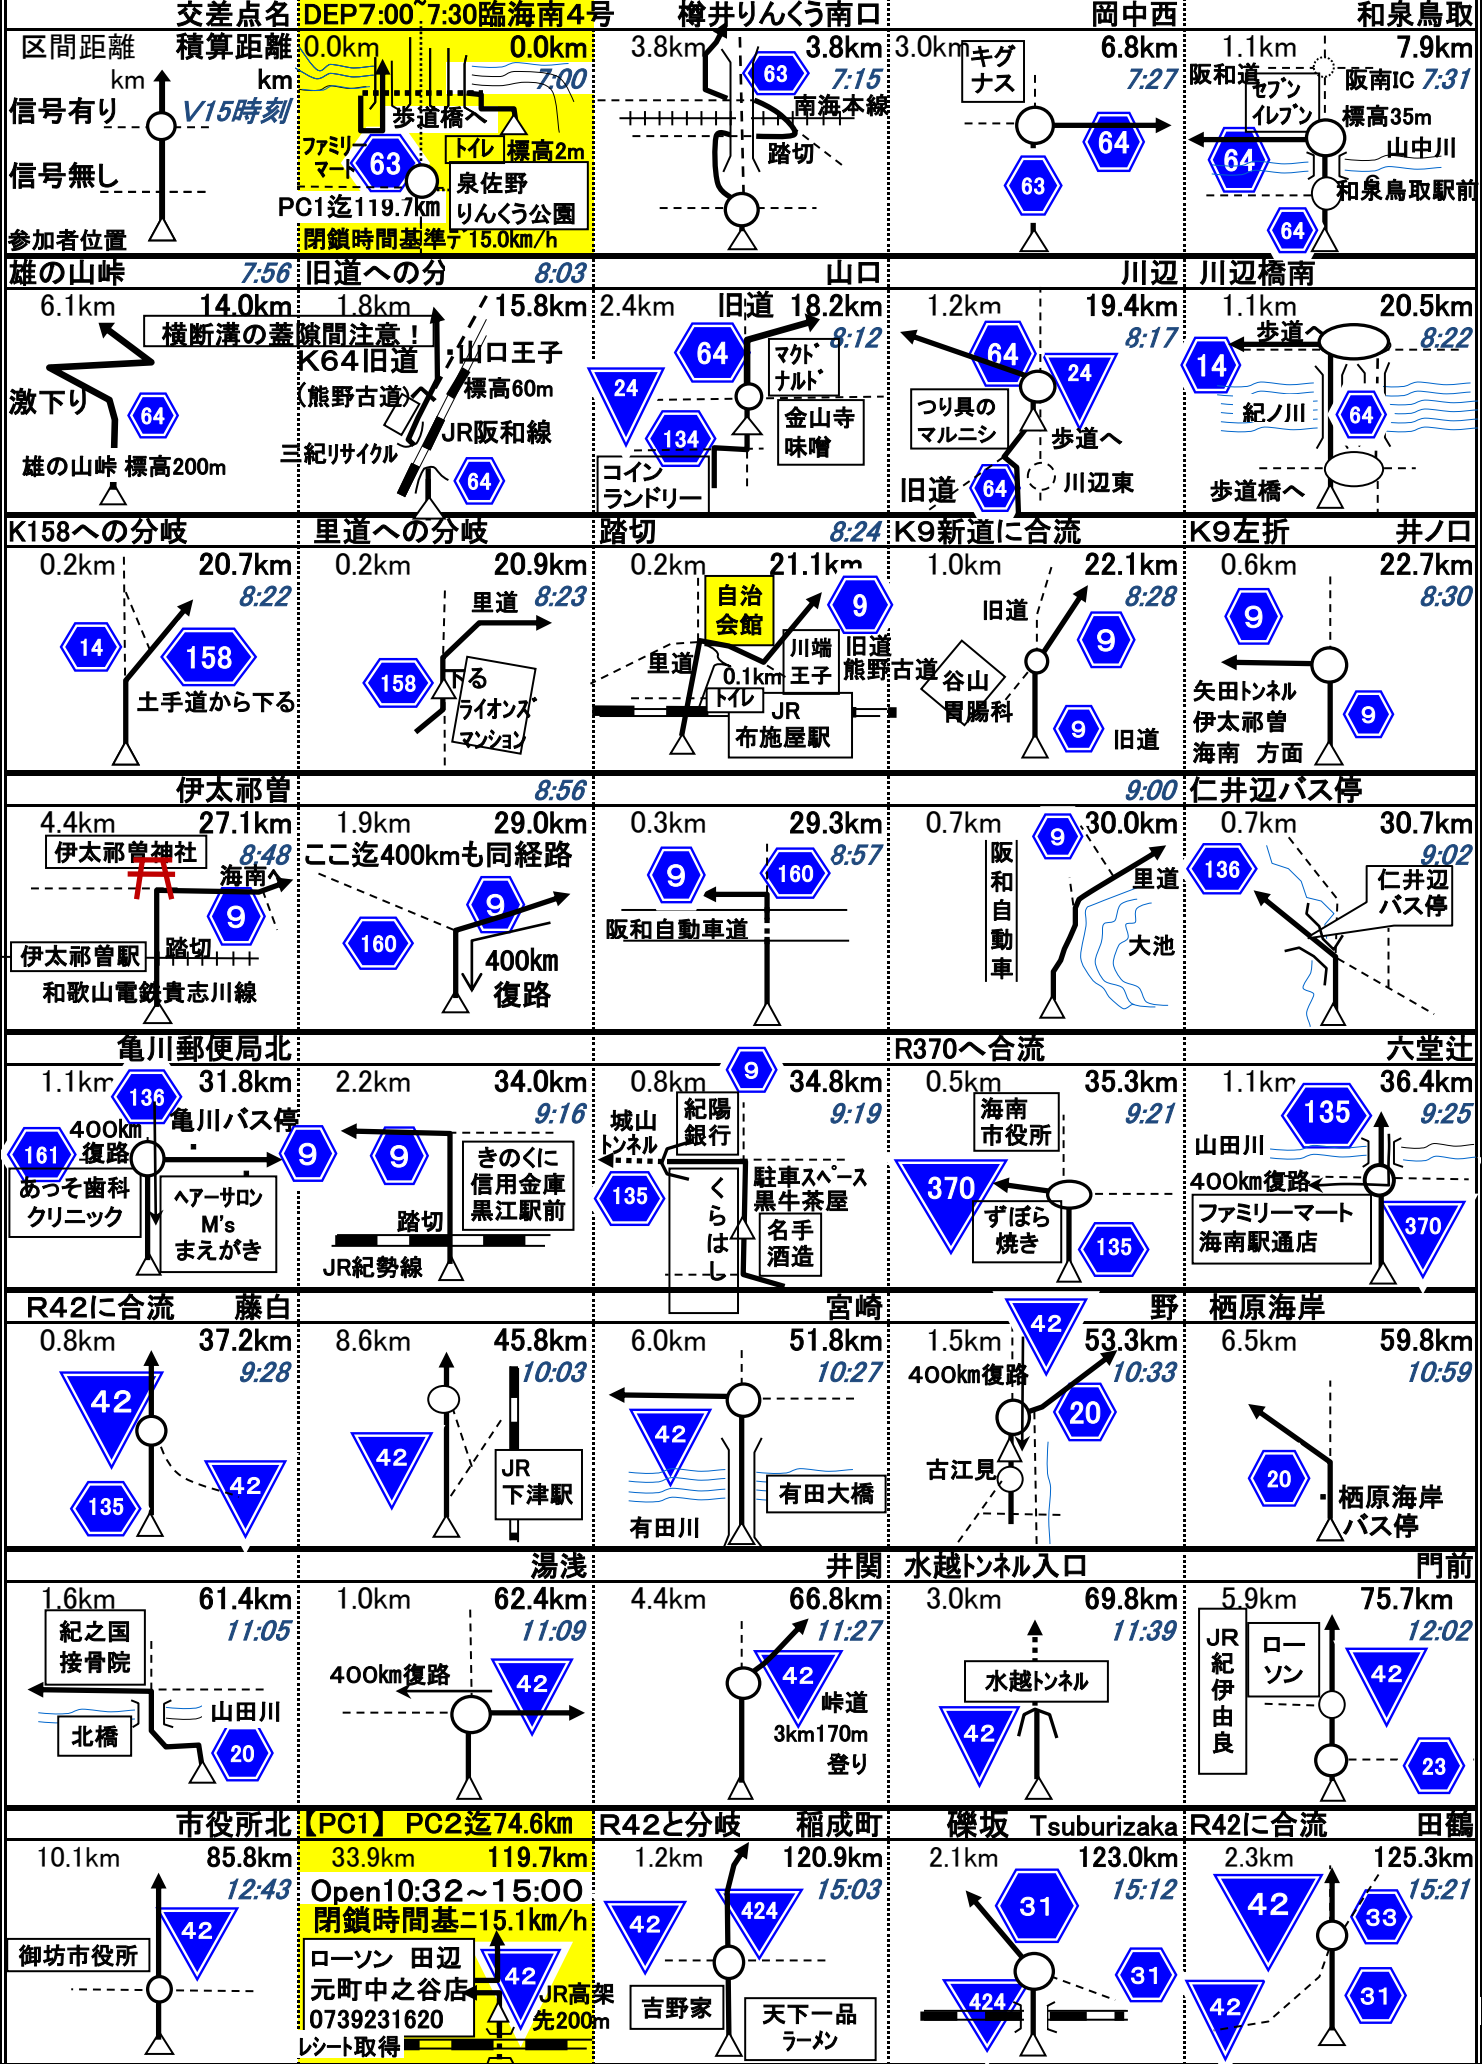 交差点名
区間距離 積算距離
km km
信号有り V15時刻
信号無し
参加者位置
DEP7:00~7:30臨海南4号
0.0km 0.0km
7:00
歩道橋へ
ファミリー
マート
63
トイレ 標高2m
泉佐野
りんくう公園
PC1迄119.7km
閉鎖時間基準 15.0km/h
樽井りんくう南口
3.8km 3.8km
63 7:15
南海本線
踏切
岡中西
3.0km 6.8km
キグ
ナス
7:27
64
63
和泉鳥取
1.1km 7.9km
阪和道
阪南IC 7:31
セブン
イレブン
標高35m
64
山中川
和泉鳥取駅前
64
雄の山峠 7:56
6.1km 14.0km
横断溝の蓋隙間注意!
激下り
64
雄の山峠 標高200m
旧道への分 8:03
1.8km 15.8km
K64旧道
山口王子
(熊野古道)へ
標高60m
JR阪和線
三紀リサイクル
64
山口
2.4km 旧道 18.2km
8:12
64
マクド
ナルド
24
134
金山寺
味噌
コイン
ランドリー
川辺
1.2km 19.4km
8:17
64
24
つり具の
マルニシ
歩道へ
旧道 64 川辺東
川辺橋南
1.1km 20.5km
歩道へ 8:22
14
紀ノ川 64
歩道橋へ
K158への分岐
0.2km 20.7km
8:22
14
158
土手道から下る
里道への分岐
0.2km 20.9km
里道 8:23
158
下る
ライオンズ
マンション
踏切 8:24
0.2km 21.1km
自治
会館
9
里道
川端
王子
旧道
熊野古道
0.1km
トイレ
JR
布施屋駅
K9新道に合流
1.0km 22.1km
8:28
旧道
9
谷山
胃腸科
9 旧道
K9左折 井ノ口
0.6km 22.7km
8:30
9
矢田トンネル
伊太祁曽
海南 方面
9
伊太祁曽
4.4km 27.1km
伊太祁曽神社 8:48
海南へ
9
伊太祁曽駅 踏切
和歌山電鉄貴志川線
8:56
1.9km 29.0km
ここ迄400kmも同経路
9
160
400km
復路
0.3km 29.3km
8:57
9 160
阪和自動車道
9:00
0.7km 30.0km
阪和自動車
9
里道
大池
仁井辺バス停
0.7km 30.7km
9:02
136
仁井辺
バス停
亀川郵便局北
1.1km 31.8km
136
亀川バス停
400km
復路
161
あっそ歯科
クリニック
ヘアーサロン
M's
まえがき
9
2.2km 34.0km
9:16
9
きのくに
信用金庫
黒江駅前
踏切
JR紀勢線
9
0.8km 34.8km
9:19
城山
トンネル
紀陽
銀行
135
駐車スペース
黒牛茶屋
くらはし
名手
酒造
R370へ合流
0.5km 35.3km
9:21
海南
市役所
370
ずぼら
焼き
135
六堂辻
1.1km 36.4km
9:25
135
山田川
400km復路
ファミリーマート
海南駅通店
370
R42に合流 藤白
0.8km 37.2km
9:28
42
135
42
8.6km 45.8km
10:03
42
JR
下津駅
宮崎
6.0km 51.8km
10:27
42
有田大橋
有田川
野
42
1.5km 53.3km
400km復路 10:33
20
古江見
栖原海岸
6.5km 59.8km
10:59
20
栖原海岸
バス停
1.6km 61.4km
11:05
紀之国
接骨院
山田川
北橋
20
湯浅
1.0km 62.4km
11:09
400km復路
42
井関
4.4km 66.8km
11:27
42
峠道
3km170m
登り
水越トンネル入口
3.0km 69.8km
11:39
水越トンネル
42
門前
5.9km 75.7km
12:02
JR紀伊由良
ロー
ソン
42
23
市役所北
10.1km 85.8km
12:43
42
御坊市役所
【PC1】 PC2迄74.6km
33.9km 119.7km
Open10:32~15:00
閉鎖時間基 15.1km/h
ローソン 田辺
元町中之谷店
0739231620
42
JR高架
先200m
レシート取得
R42と分岐 稲成町
1.2km 120.9km
15:03
42 424
吉野家
天下一品
ラーメン
礫坂 Tsuburizaka
2.1km 123.0km
15:12
31
31
424
R42に合流 田鶴
2.3km 125.3km
15:21
42
33
31
42